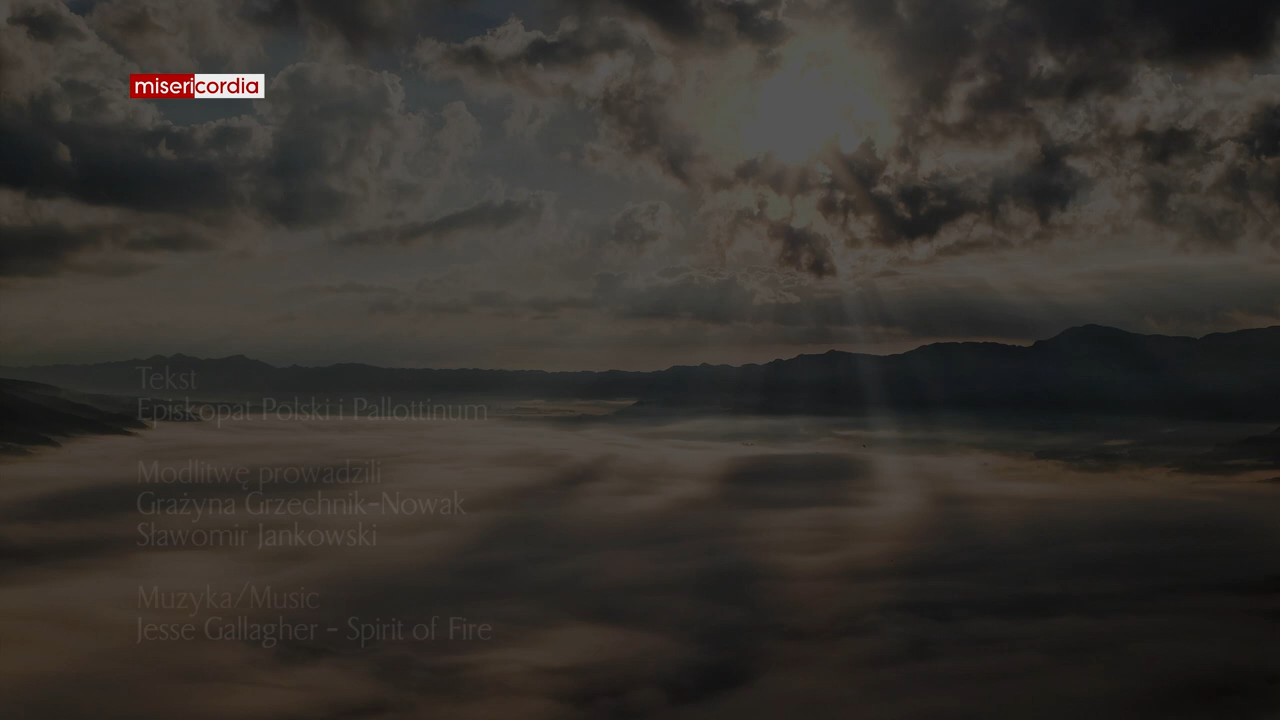 misericordia
Tekst
Episkopat Polski i Pallottinum
Modlitwę prowadzili
Grażyna Grzechnik-Nowak
Sławomir Jankowski
Muzyka/Music
Jesse Gallagher - Spirit of Fire